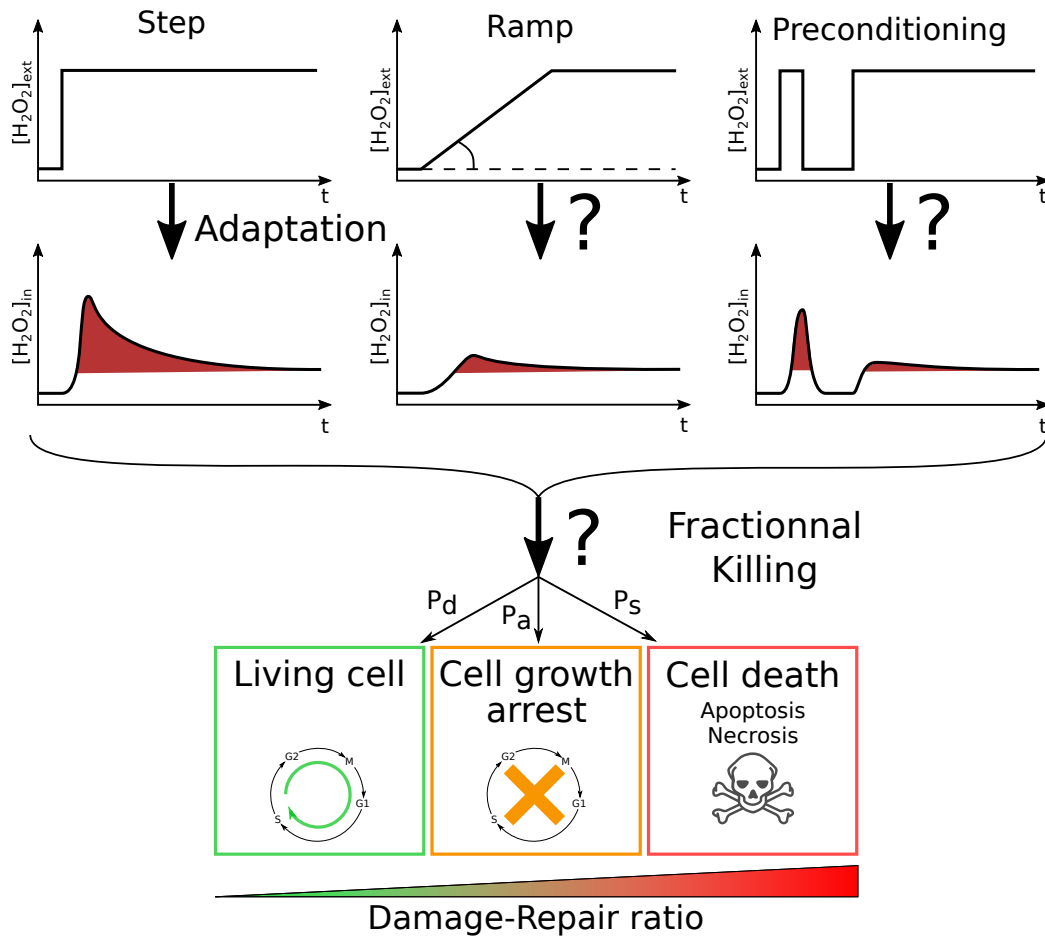 Step
Ramp
Preconditioning
[H₂O₂]ext
[H₂O₂]ext
[H₂O₂]ext
t
t
t
Adaptation
?
?
[H₂O₂]in
[H₂O₂]in
[H₂O₂]in
t
t
t
?
Fractionnal
Killing
Pd
Pa
Ps
Living cell
Cell growth
arrest
Cell death
Apoptosis
Necrosis
G2
M
G1
S
G2
M
G1
S
Damage-Repair ratio